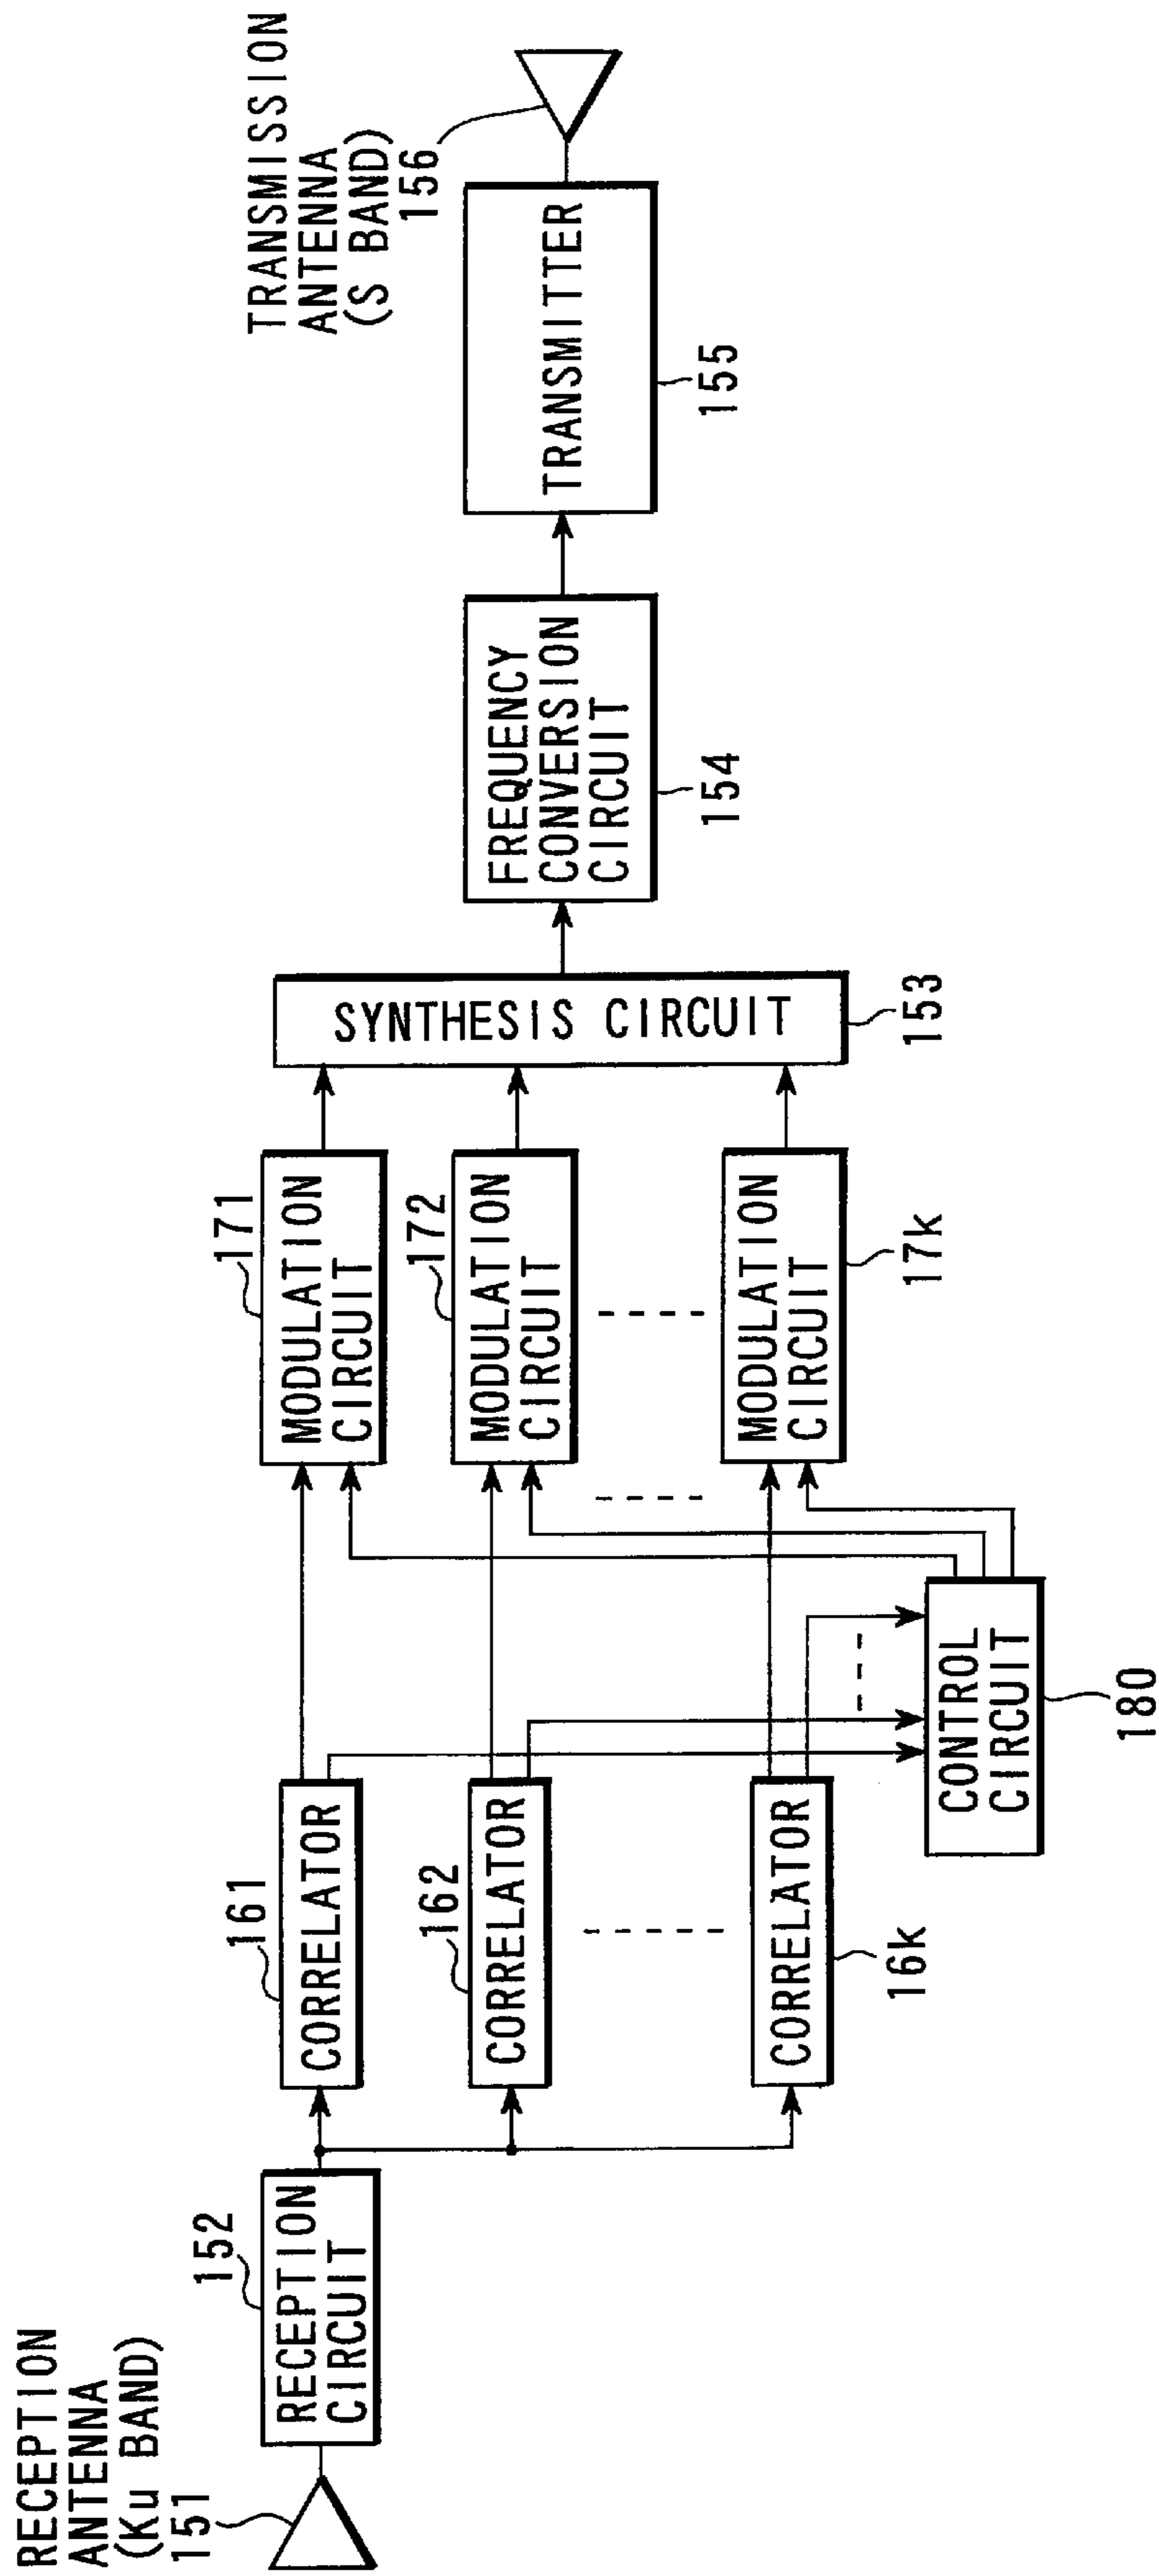 RECEPTION
ANTENNA
(Ku BAND)
151
152
RECEPTION
CIRCUIT
161
CORRELATOR
162
CORRELATOR
CORRELATOR
16k
CONTROL
CIRCUIT
180
171
MODULATION
CIRCUIT
172
MODULATION
CIRCUIT
MODULATION
CIRCUIT
17k
SYNTHESIS CIRCUIT
153
FREQUENCY
CONVERSION
CIRCUIT
154
TRANSMITTER
155
TRANSMISSION
ANTENNA
(S BAND)
156